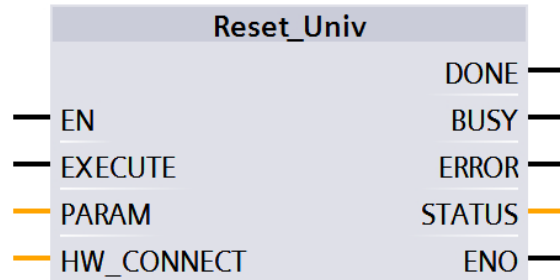 Reset_Univ
DONE
EN BUSY
EXECUTE ERROR
PARAM STATUS
HW_CONNECT ENO